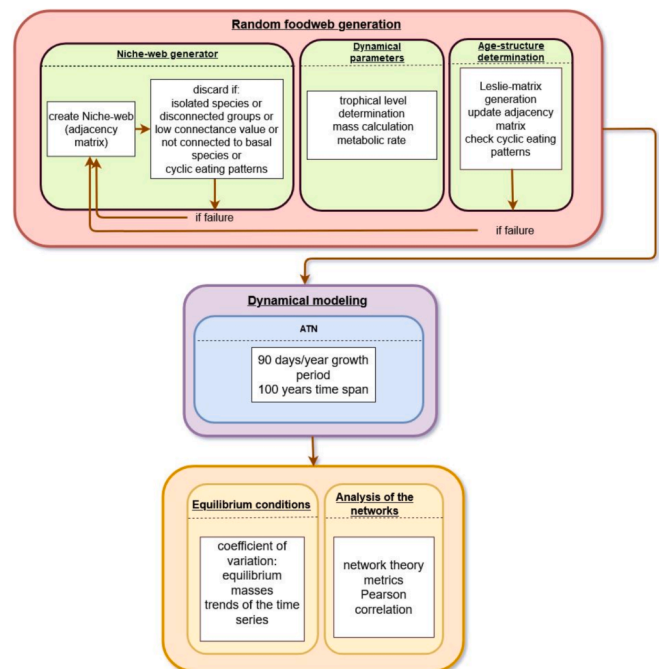 Random foodweb generation
Niche-web generator
create Niche-web
(adjacency
matrix)
discard if:
isolated species or
disconnected groups or
low connectance value or
not connected to basal
species or
cyclic eating patterns
if failure
Dynamical
parameters
trophical level
determination
mass calculation
metabolic rate
Age-structure
determination
Leslie-matrix
generation
update adjacency
matrix
check cyclic eating
patterns
if failure
Dynamical modeling
ATN
90 days/year growth
period
100 years time span
Equilibrium conditions
coefficient of
variation:
equilibrium
masses
trends of the time
series
Analysis of the
networks
network theory
metrics
Pearson
correlation